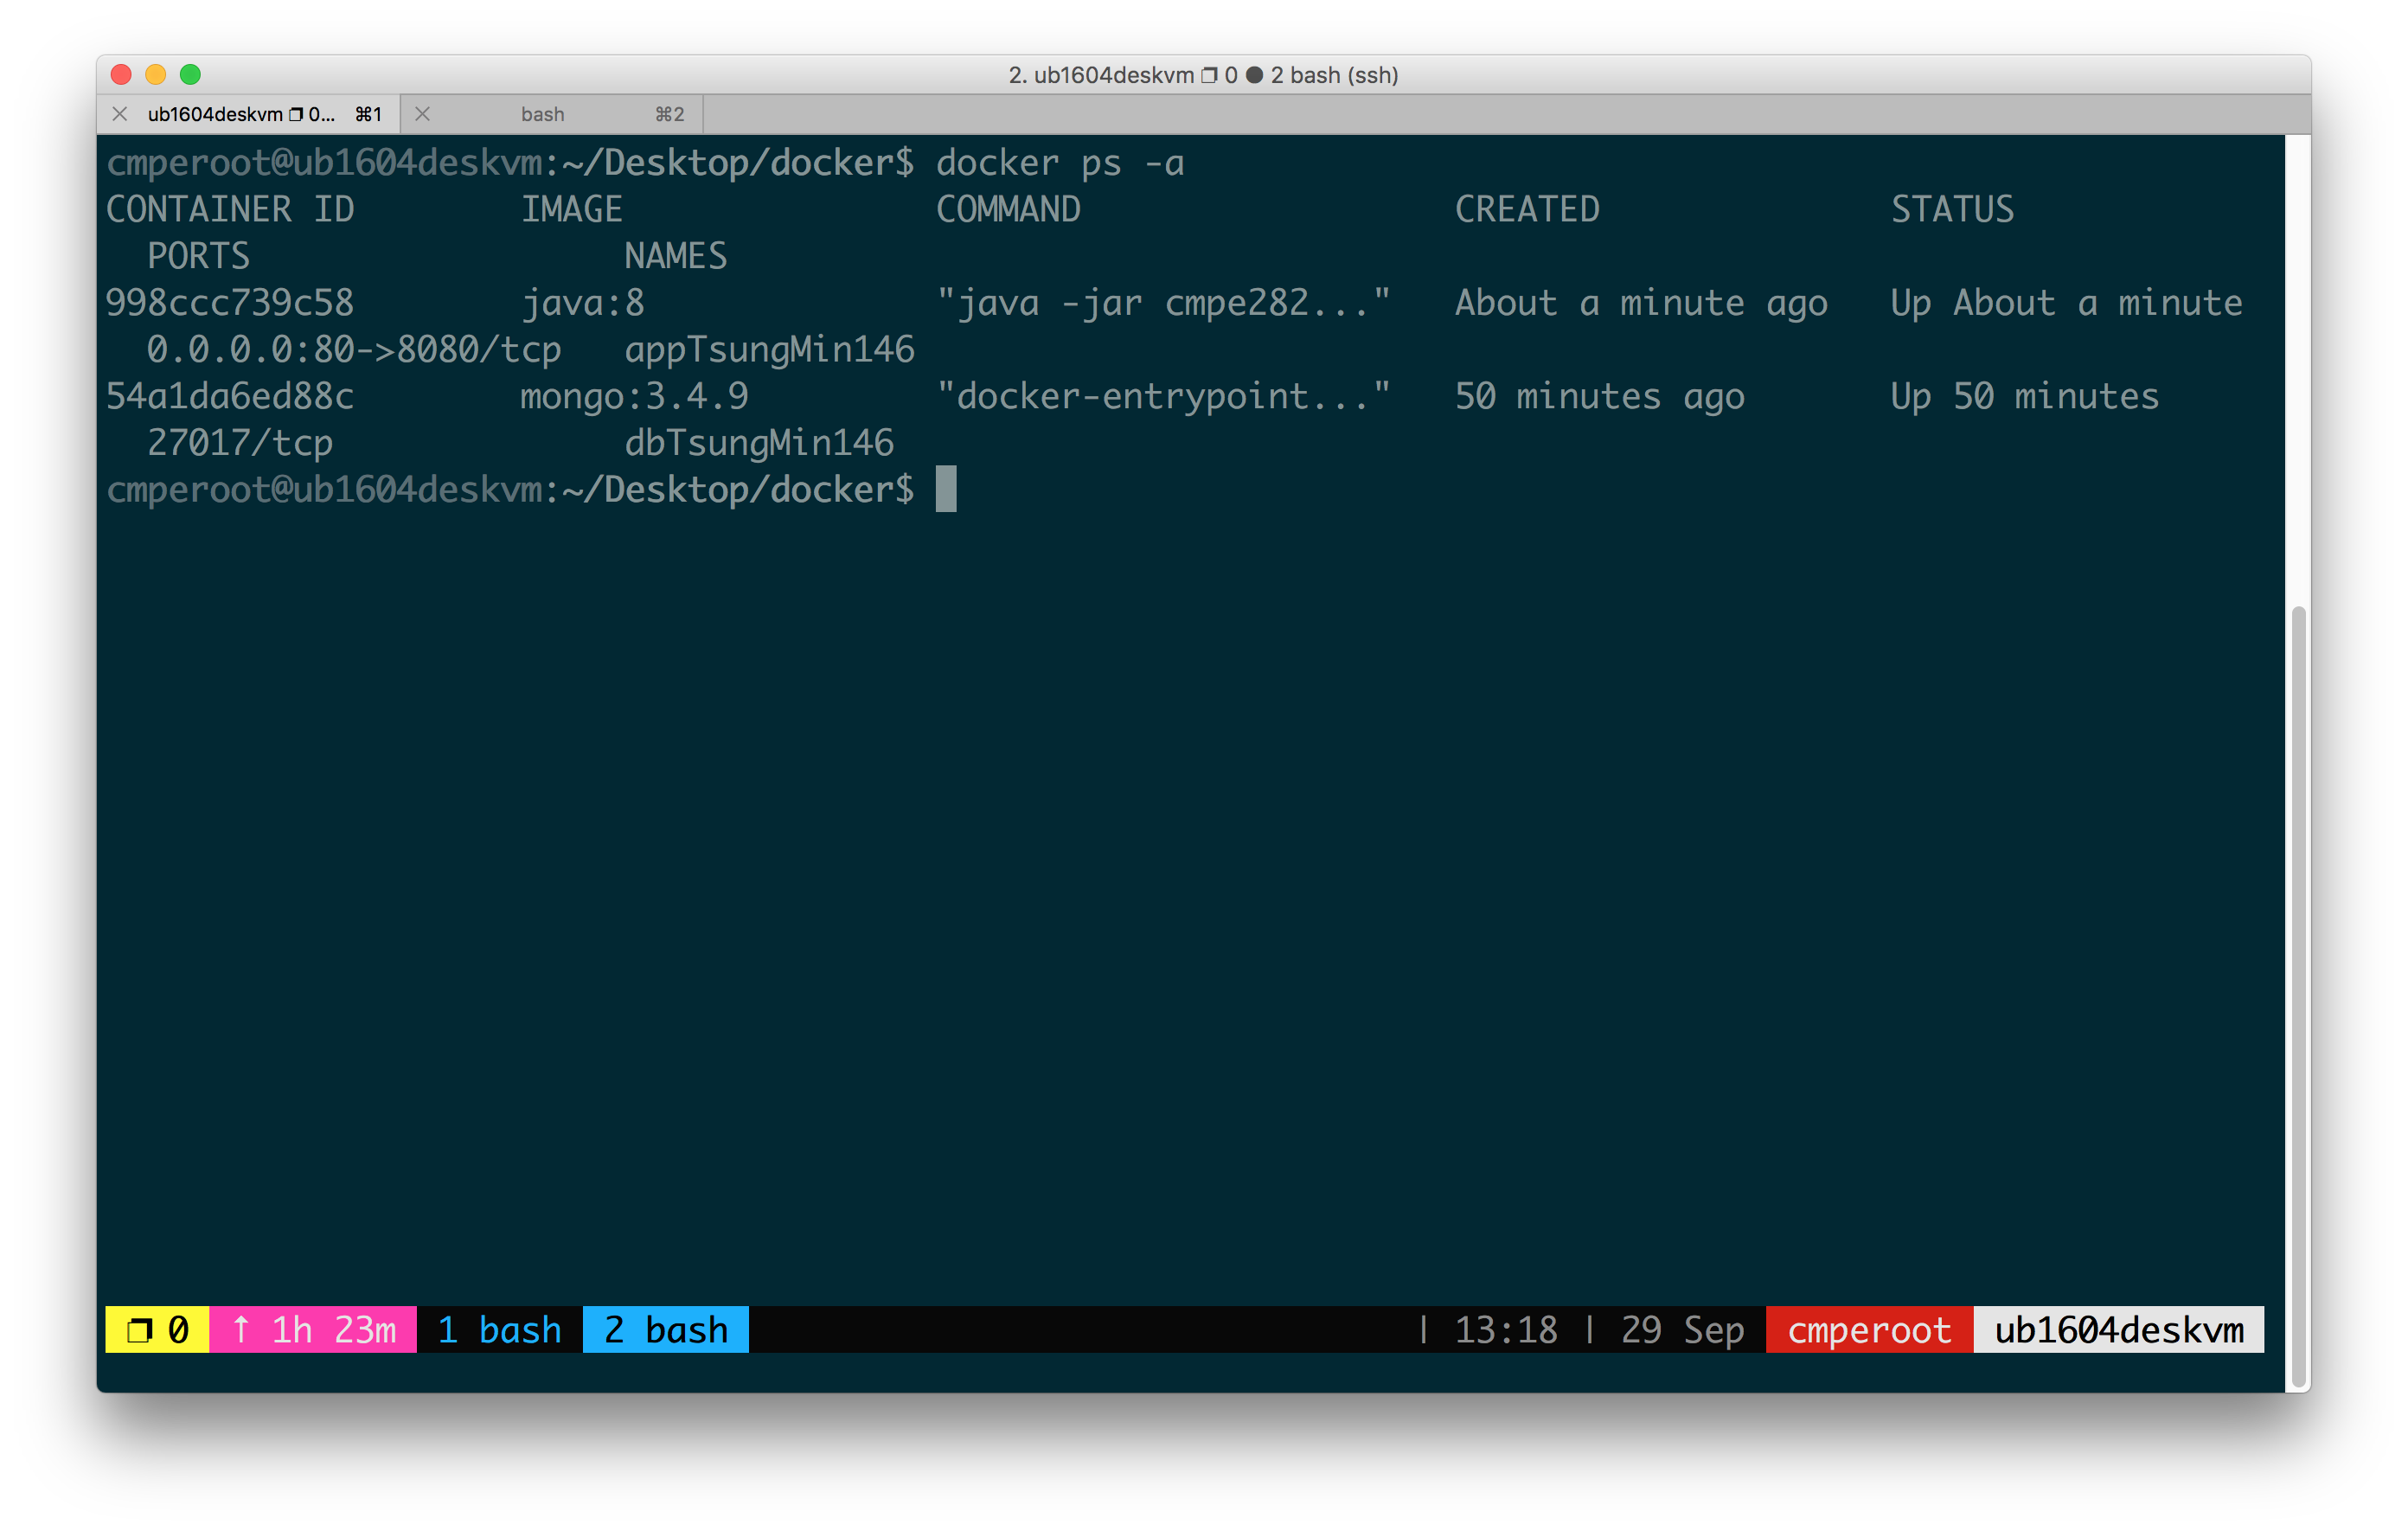 2. ub1604deskvm ❐ 0 ● 2 bash (ssh)
ub1604deskvm ❐ 0... ⌘1 bash ⌘2
cmperoot@ub1604deskvm:~/Desktop/docker$ docker ps -a
CONTAINER ID        IMAGE               COMMAND                  CREATED              STATUS
  PORTS                  NAMES
998ccc739c58        java:8              "java -jar cmpe282..."   About a minute ago   Up About a minute
  0.0.0.0:80->8080/tcp   appTsungMin146
54a1da6ed88c        mongo:3.4.9         "docker-entrypoint..."   50 minutes ago       Up 50 minutes
  27017/tcp              dbTsungMin146
cmperoot@ub1604deskvm:~/Desktop/docker$
❐ 0 ↑ 1h 23m 1 bash 2 bash | 13:18 | 29 Sep cmperoot ub1604deskvm